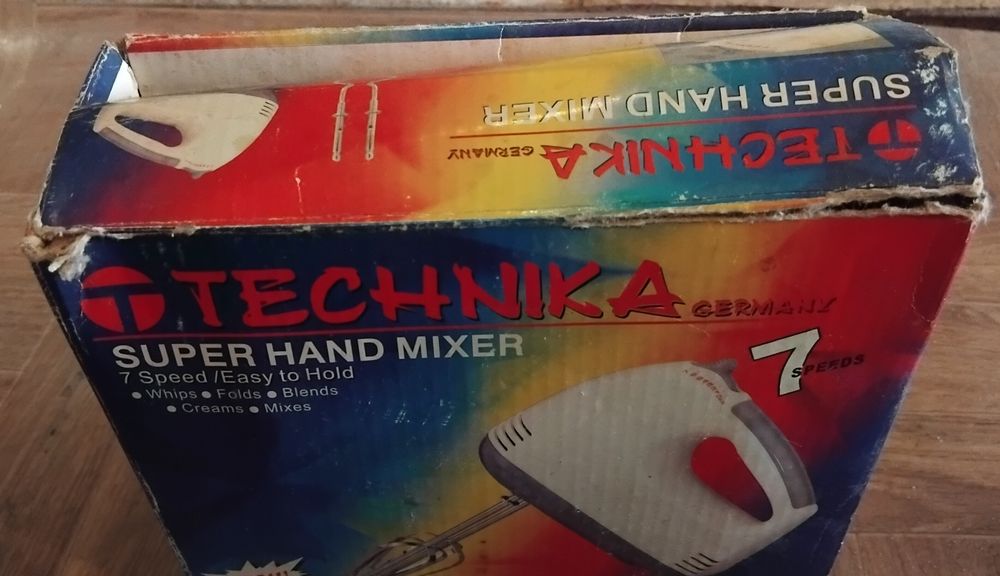 SUPER HAND MIXER
TECHNIKA GERMANY
TECHNIKA GERMANY
SUPER HAND MIXER
7 Speed /Easy to Hold
• Whips • Folds • Blends
• Creams • Mixes
7 SPEEDS